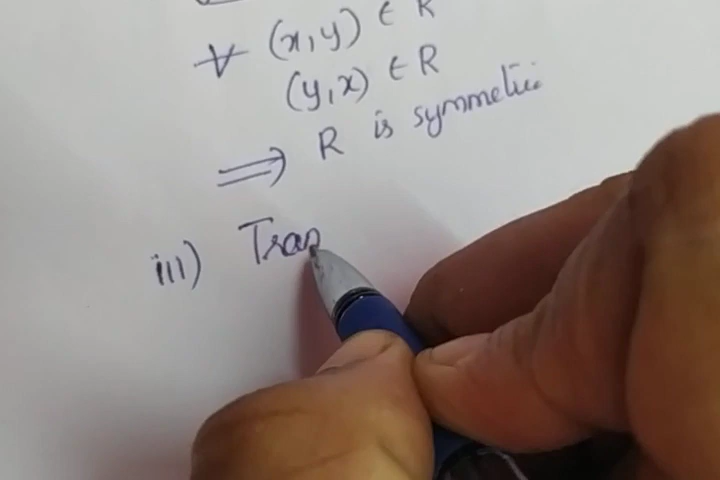 ∀ (x,y) ∈ R
(y,x) ∈ R
⟹ R is symmetric
iii) Tran